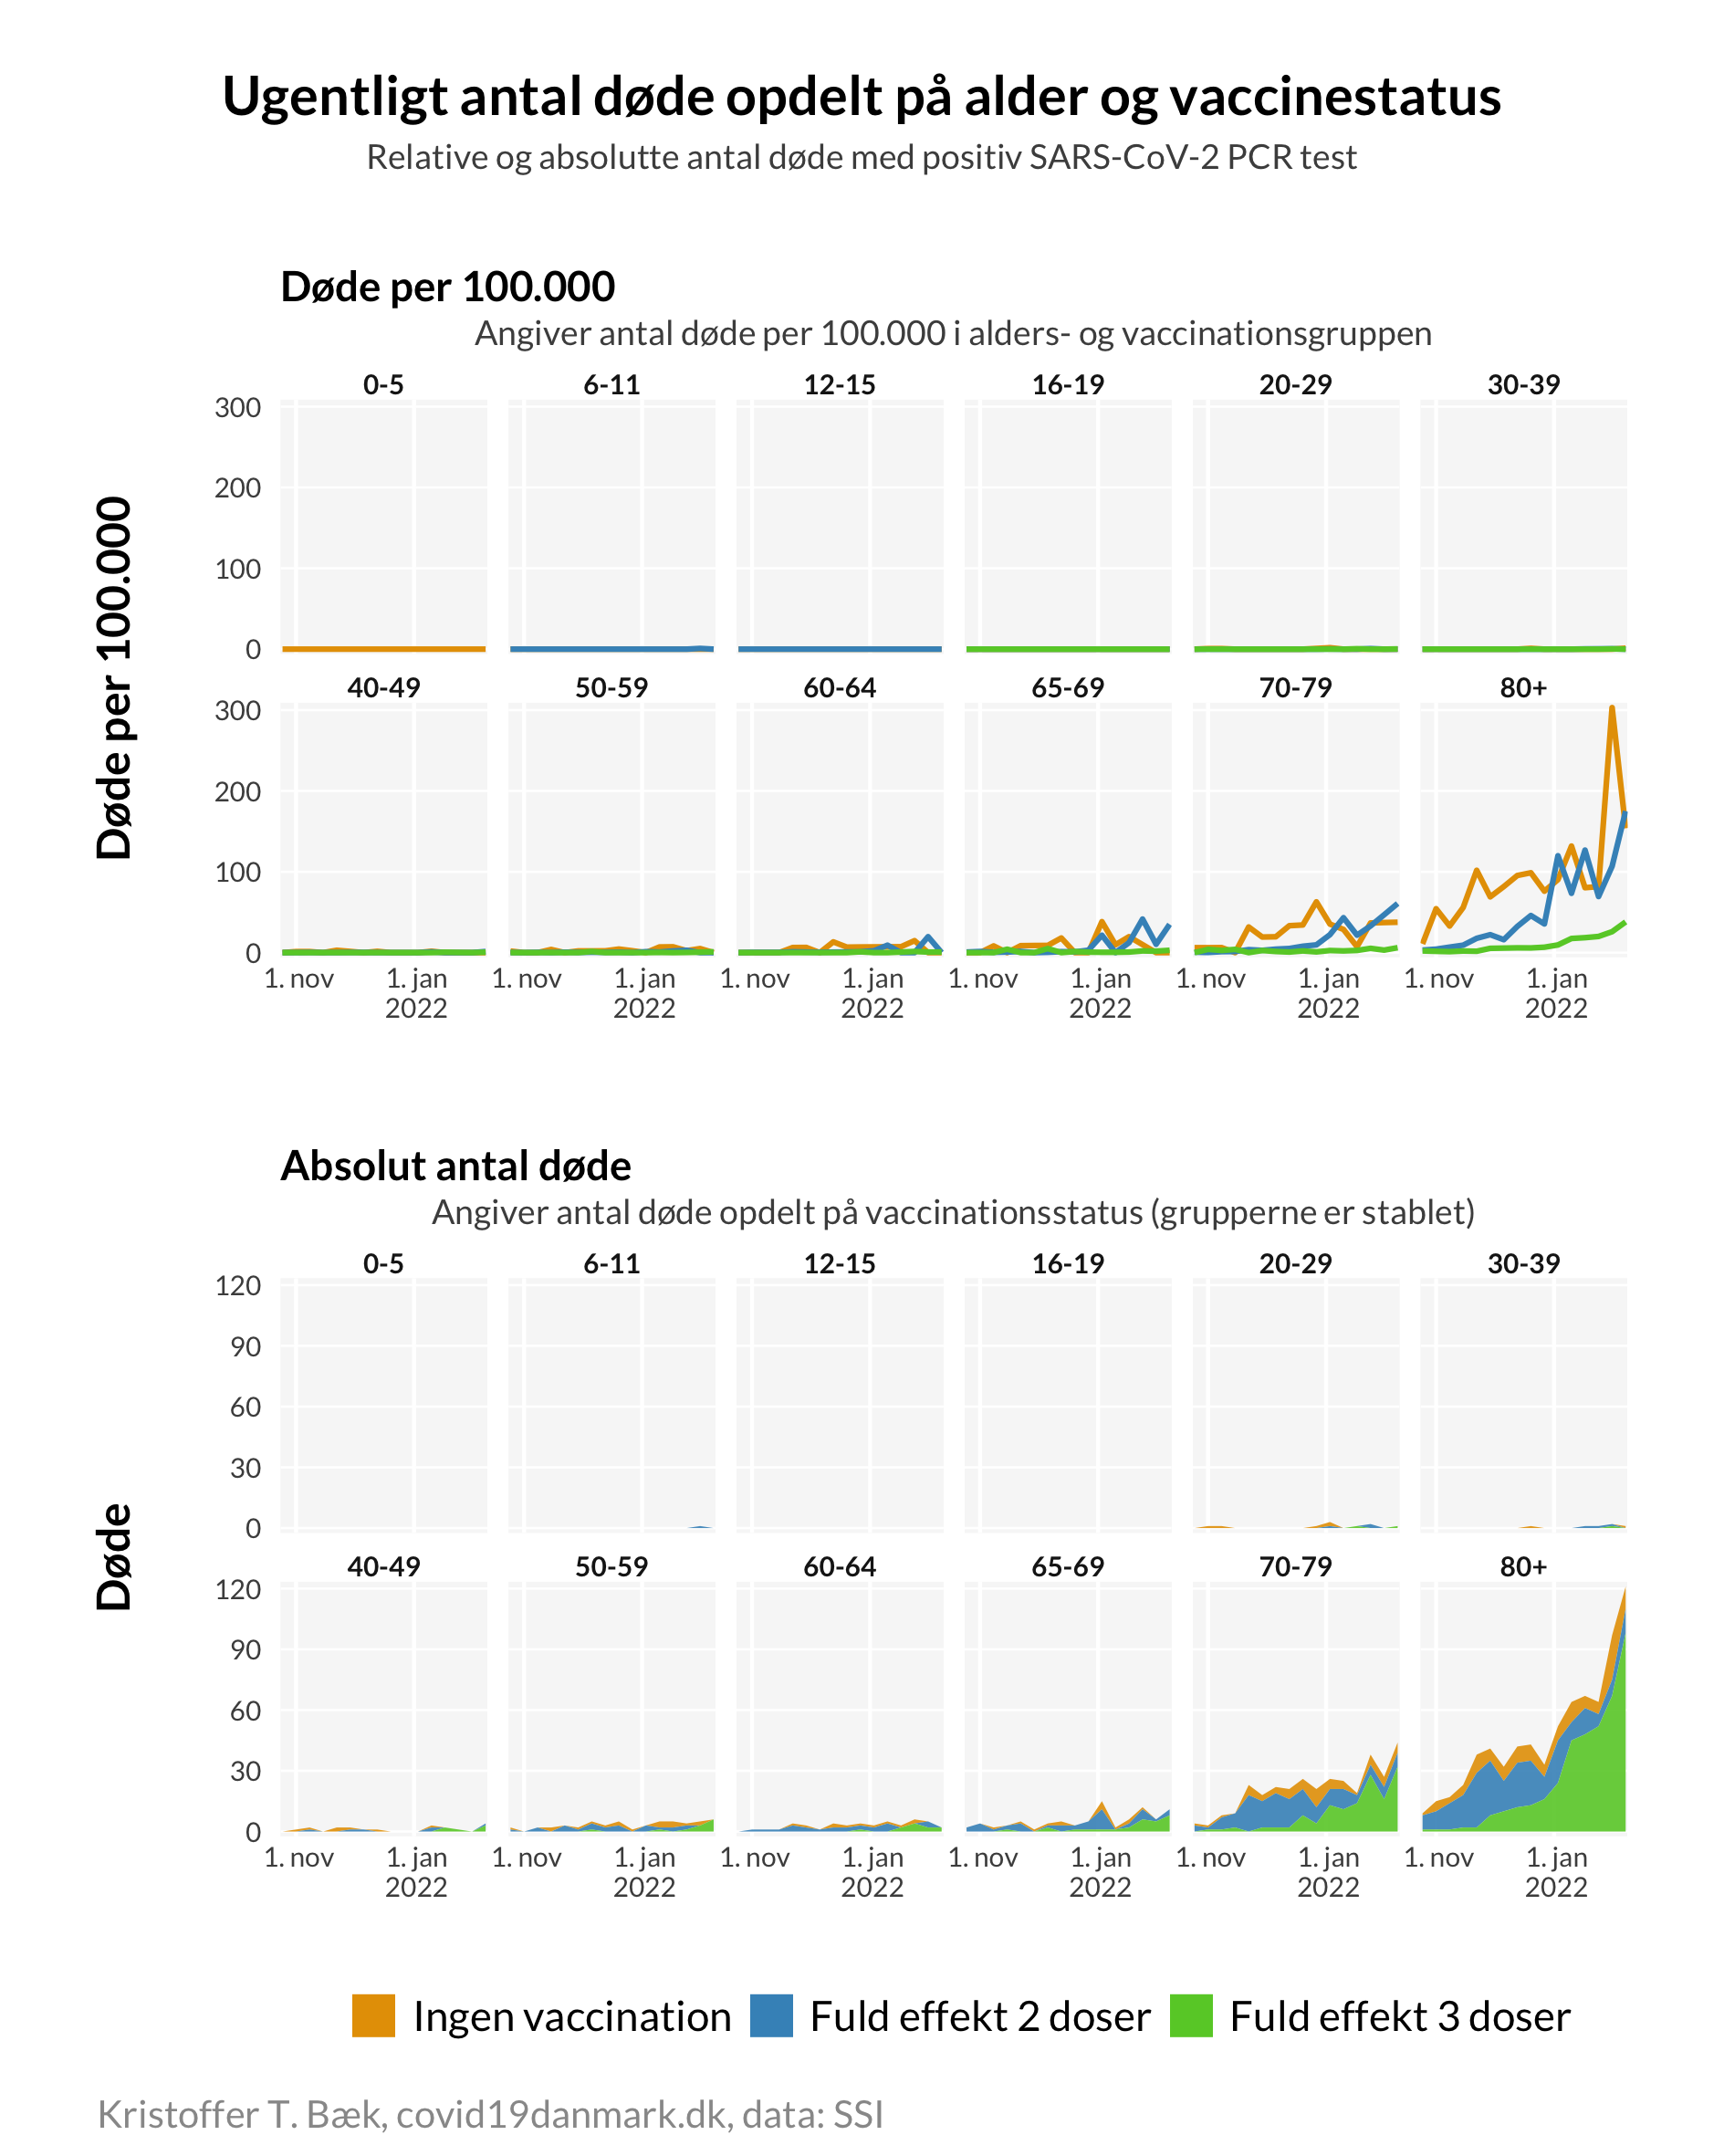 Ugentligt antal døde opdelt på alder og vaccinestatus
Relative og absolutte antal døde med positiv SARS-CoV-2 PCR test
Døde per 100.000
Angiver antal døde per 100.000 i alders- og vaccinationsgruppen
Døde per 100.000
0-5 6-11 12-15 16-19 20-29 30-39
300
200
100
0
40-49 50-59 60-64 65-69 70-79 80+
300
200
100
0
1. nov 1. jan 1. nov 1. jan 1. nov 1. jan 1. nov 1. jan 1. nov 1. jan 1. nov 1. jan
2022 2022 2022 2022 2022 2022
Absolut antal døde
Angiver antal døde opdelt på vaccinationsstatus (grupperne er stablet)
Døde
0-5 6-11 12-15 16-19 20-29 30-39
120
90
60
30
0
40-49 50-59 60-64 65-69 70-79 80+
120
90
60
30
0
1. nov 1. jan 1. nov 1. jan 1. nov 1. jan 1. nov 1. jan 1. nov 1. jan 1. nov 1. jan
2022 2022 2022 2022 2022 2022
Ingen vaccination Fuld effekt 2 doser Fuld effekt 3 doser
Kristoffer T. Bæk, covid19danmark.dk, data: SSI